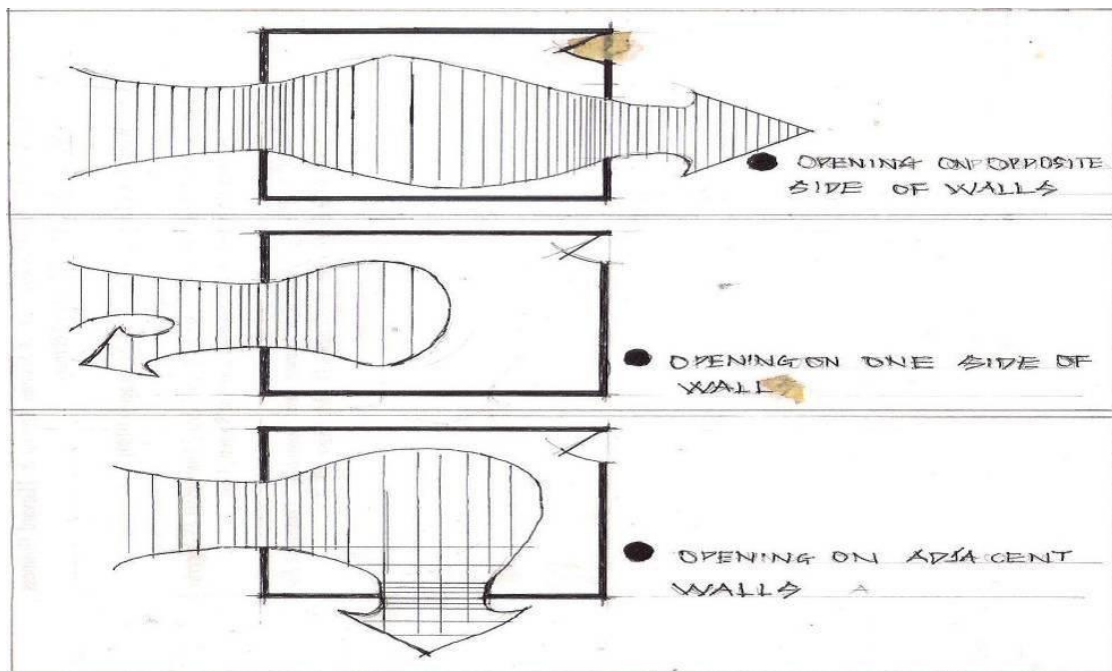 OPENING ON OPPOSITE
SIDE OF WALLS
OPENING ON ONE SIDE OF
WALL
OPENING ON ADJACENT
WALLS